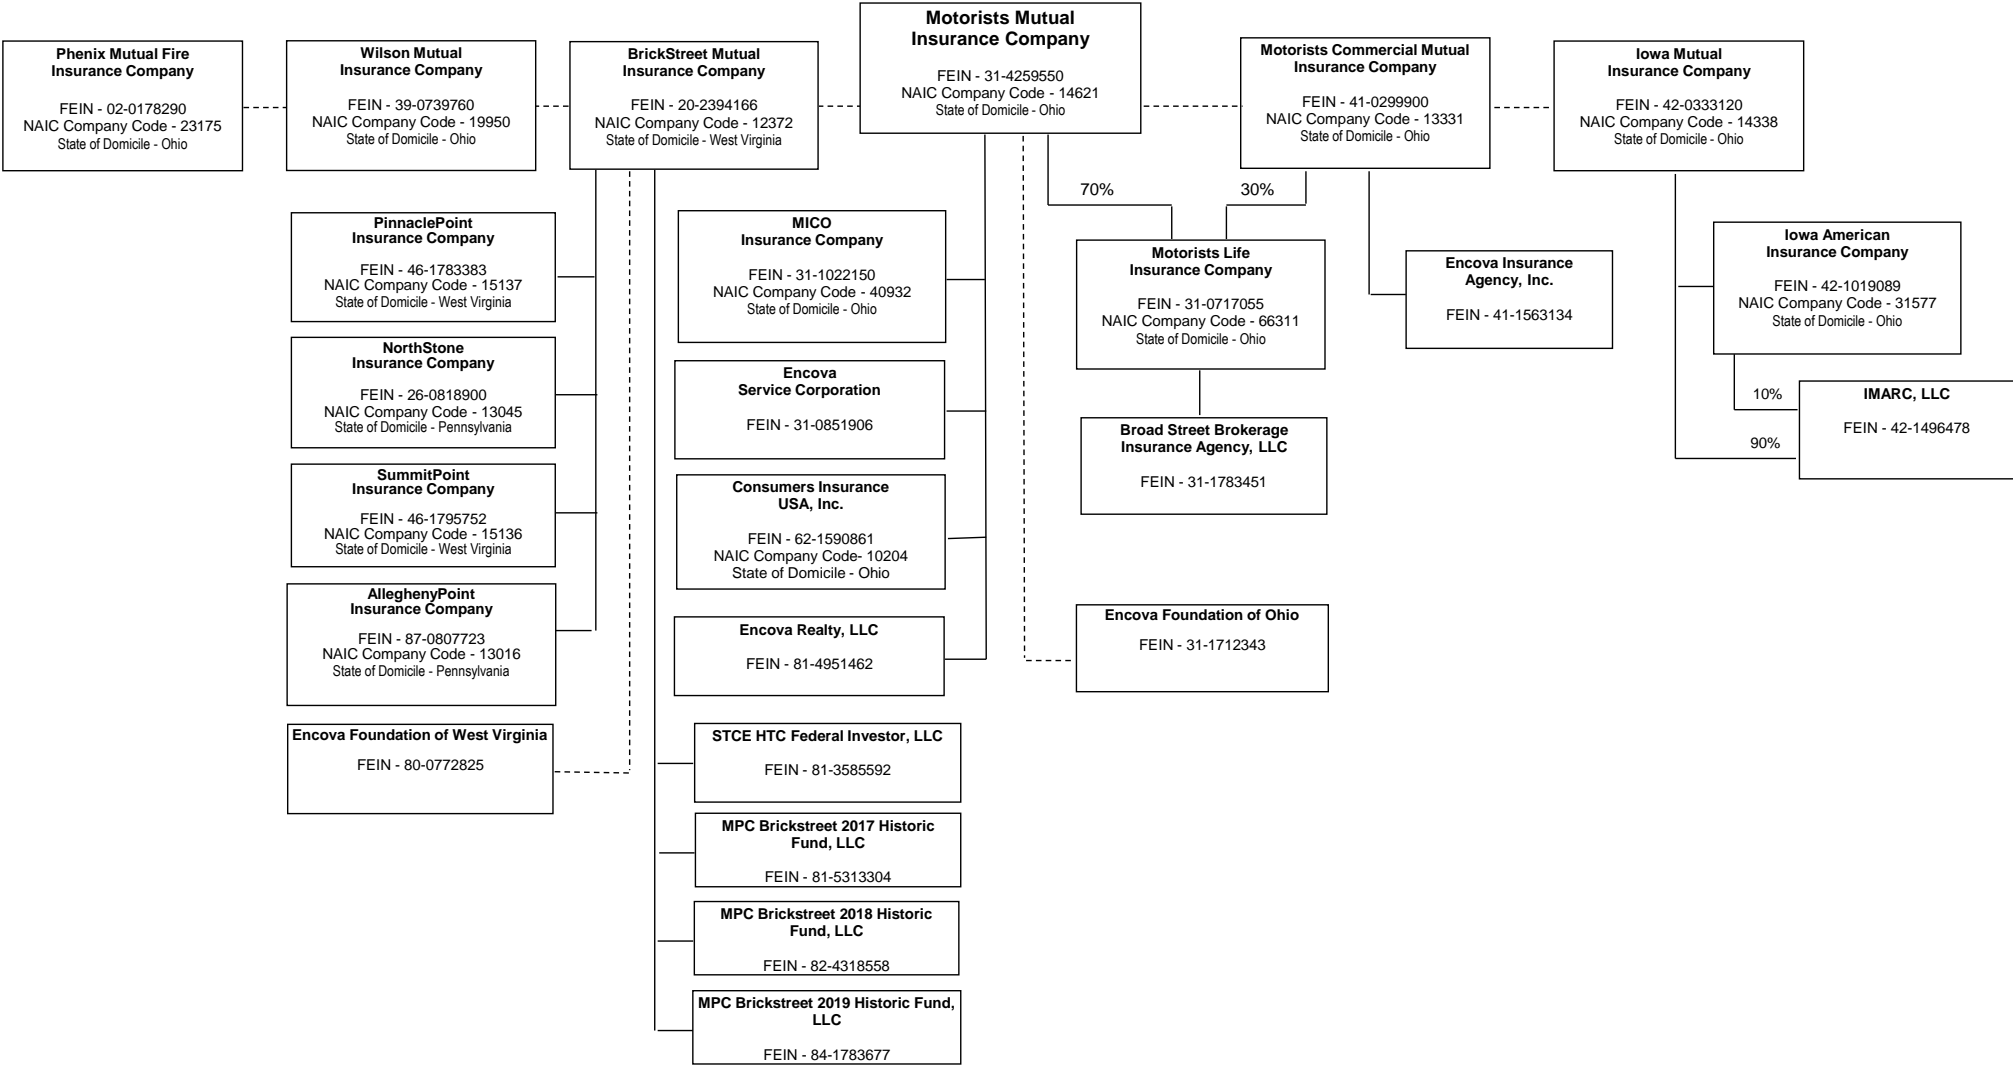 Phenix Mutual Fire
Insurance Company
FEIN - 02-0178290
NAIC Company Code - 23175
State of Domicile - Ohio
Wilson Mutual
Insurance Company
FEIN - 39-0739760
NAIC Company Code - 19950
State of Domicile - Ohio
BrickStreet Mutual
Insurance Company
FEIN - 20-2394166
NAIC Company Code - 12372
State of Domicile - West Virginia
Motorists Mutual
Insurance Company
FEIN - 31-4259550
NAIC Company Code - 14621
State of Domicile - Ohio
Motorists Commercial Mutual
Insurance Company
FEIN - 41-0299900
NAIC Company Code - 13331
State of Domicile - Ohio
Iowa Mutual
Insurance Company
FEIN - 42-0333120
NAIC Company Code - 14338
State of Domicile - Ohio
70%
30%
PinnaclePoint
Insurance Company
FEIN - 46-1783383
NAIC Company Code - 15137
State of Domicile - West Virginia
NorthStone
Insurance Company
FEIN - 26-0818900
NAIC Company Code - 13045
State of Domicile - Pennsylvania
SummitPoint
Insurance Company
FEIN - 46-1795752
NAIC Company Code - 15136
State of Domicile - West Virginia
AlleghenyPoint
Insurance Company
FEIN - 87-0807723
NAIC Company Code - 13016
State of Domicile - Pennsylvania
Encova Foundation of West Virginia
FEIN - 80-0772825
MICO
Insurance Company
FEIN - 31-1022150
NAIC Company Code - 40932
State of Domicile - Ohio
Encova
Service Corporation
FEIN - 31-0851906
Consumers Insurance
USA, Inc.
FEIN - 62-1590861
NAIC Company Code- 10204
State of Domicile - Ohio
Encova Realty, LLC
FEIN - 81-4951462
STCE HTC Federal Investor, LLC
FEIN - 81-3585592
MPC Brickstreet 2017 Historic
Fund, LLC
FEIN - 81-5313304
MPC Brickstreet 2018 Historic
Fund, LLC
FEIN - 82-4318558
MPC Brickstreet 2019 Historic Fund,
LLC
FEIN - 84-1783677
Motorists Life
Insurance Company
FEIN - 31-0717055
NAIC Company Code - 66311
State of Domicile - Ohio
Broad Street Brokerage
Insurance Agency, LLC
FEIN - 31-1783451
Encova Foundation of Ohio
FEIN - 31-1712343
Encova Insurance
Agency, Inc.
FEIN - 41-1563134
Iowa American
Insurance Company
FEIN - 42-1019089
NAIC Company Code - 31577
State of Domicile - Ohio
10%
90%
IMARC, LLC
FEIN - 42-1496478